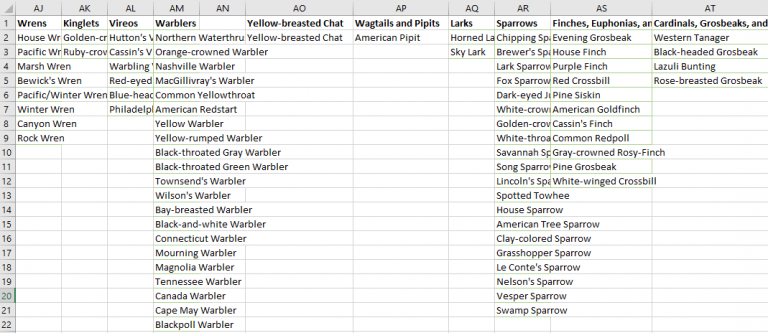 AJ AK AL AM AN AO AP AQ AR AS AT
1 Wrens Kinglets Vireos Warblers Yellow-breasted Chat Wagtails and Pipits Larks Sparrows Finches, Euphonias, an Cardinals, Grosbeaks, and
2 House Wr Golden-cr Hutton's V Northern Waterthru Yellow-breasted Chat American Pipit Horned La Chipping Spa Evening Grosbeak Western Tanager
3 Pacific Wr Ruby-crow Cassin's V Orange-crowned Warbler Sky Lark Brewer's Spa House Finch Black-headed Grosbeak
4 Marsh Wren Warbling Nashville Warbler Lark Sparrow Purple Finch Lazuli Bunting
5 Bewick's Wren Red-eyed MacGillivray's Warbler Fox Sparrow Red Crossbill Rose-breasted Grosbeak
6 Pacific/Winter Wren Blue-head Common Yellowthroat Dark-eyed Ju Pine Siskin
7 Winter Wren Philadelph American Redstart White-crown American Goldfinch
8 Canyon Wren Yellow Warbler Golden-crow Cassin's Finch
9 Rock Wren Yellow-rumped Warbler White-throa Common Redpoll
10 Black-throated Gray Warbler Savannah Sp Gray-crowned Rosy-Finch
11 Black-throated Green Warbler Song Sparrow Pine Grosbeak
12 Townsend's Warbler Lincoln's Spa White-winged Crossbill
13 Wilson's Warbler Spotted Towhee
14 Bay-breasted Warbler House Sparrow
15 Black-and-white Warbler American Tree Sparrow
16 Connecticut Warbler Clay-colored Sparrow
17 Mourning Warbler Grasshopper Sparrow
18 Magnolia Warbler Le Conte's Sparrow
19 Tennessee Warbler Nelson's Sparrow
20 Canada Warbler Vesper Sparrow
21 Cape May Warbler Swamp Sparrow
22 Blackpoll Warbler